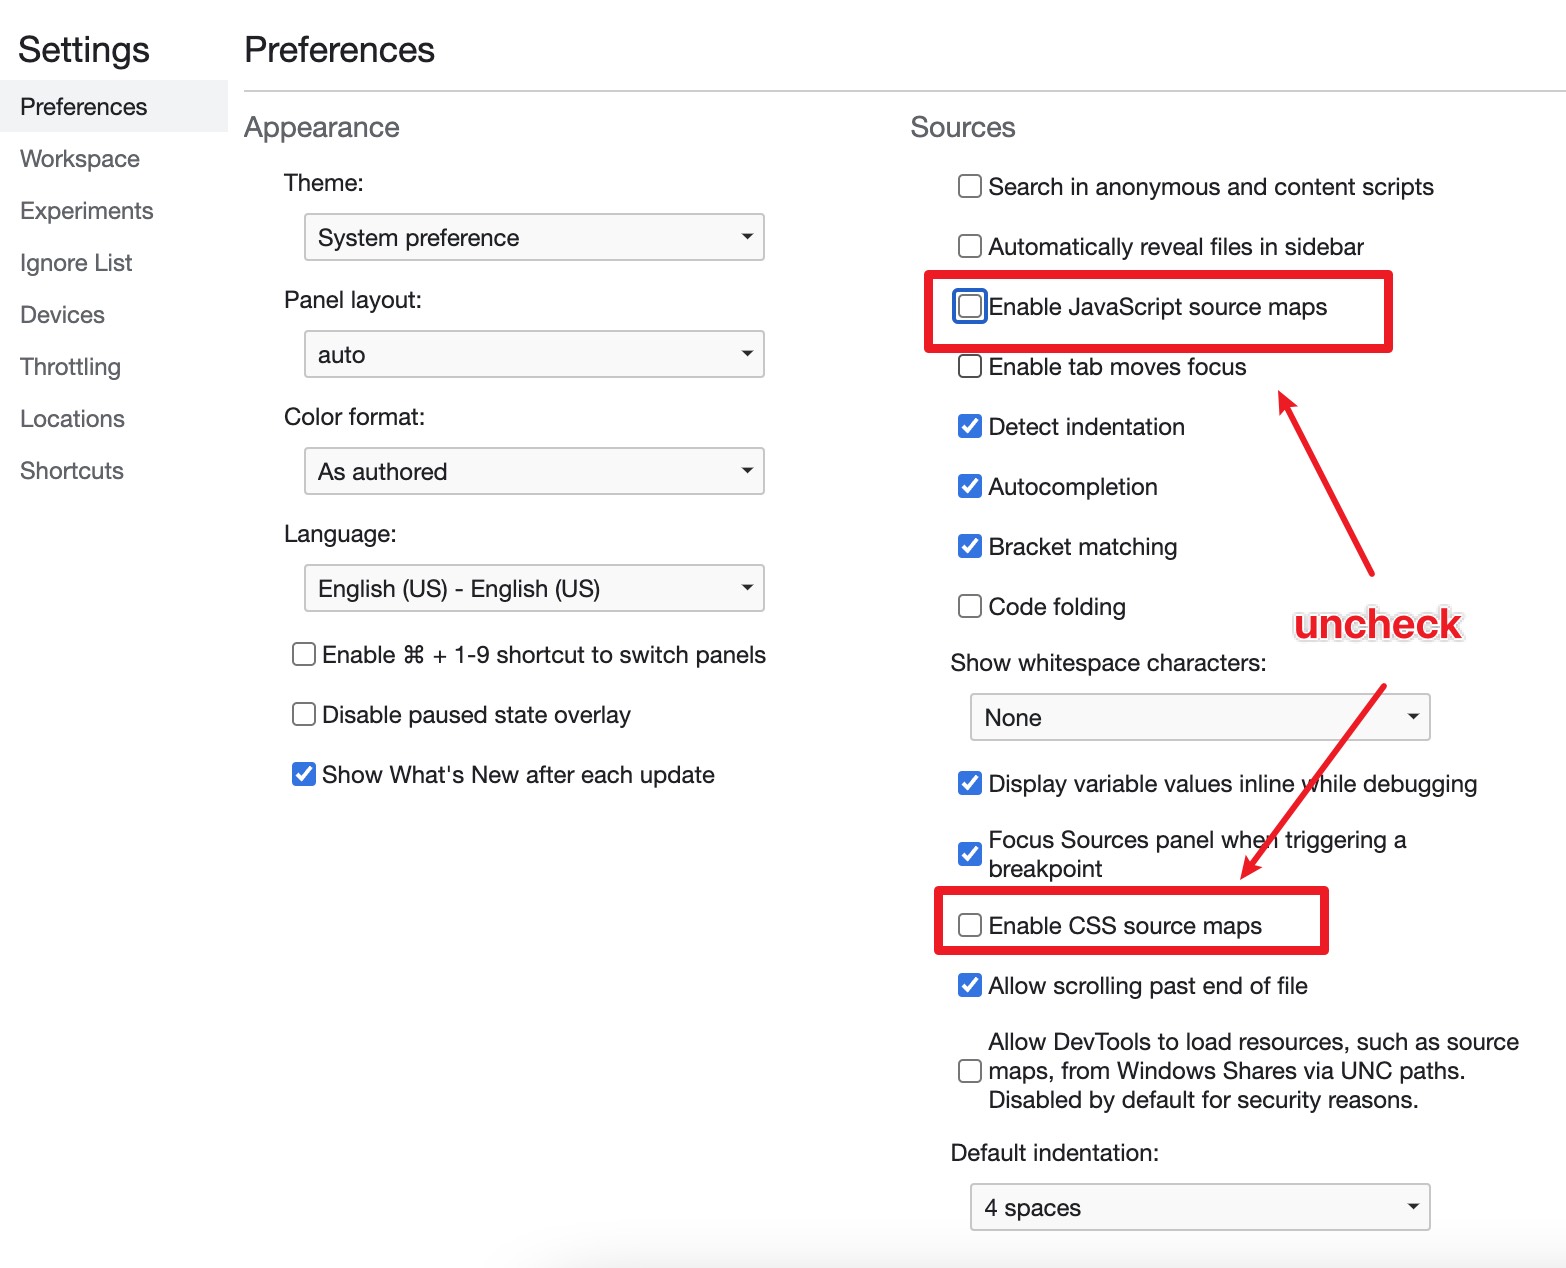 Settings
Preferences
Workspace
Experiments
Ignore List
Devices
Throttling
Locations
Shortcuts
Preferences
Appearance
Theme:
System preference
Panel layout:
auto
Color format:
As authored
Language:
English (US) - English (US)
Enable ⌘ + 1-9 shortcut to switch panels
Disable paused state overlay
Show What's New after each update
Sources
Search in anonymous and content scripts
Automatically reveal files in sidebar
Enable JavaScript source maps
Enable tab moves focus
Detect indentation
Autocompletion
Bracket matching
Code folding
uncheck
Show whitespace characters:
None
Display variable values inline while debugging
Focus Sources panel when triggering a
breakpoint
Enable CSS source maps
Allow scrolling past end of file
Allow DevTools to load resources, such as source
maps, from Windows Shares via UNC paths.
Disabled by default for security reasons.
Default indentation:
4 spaces